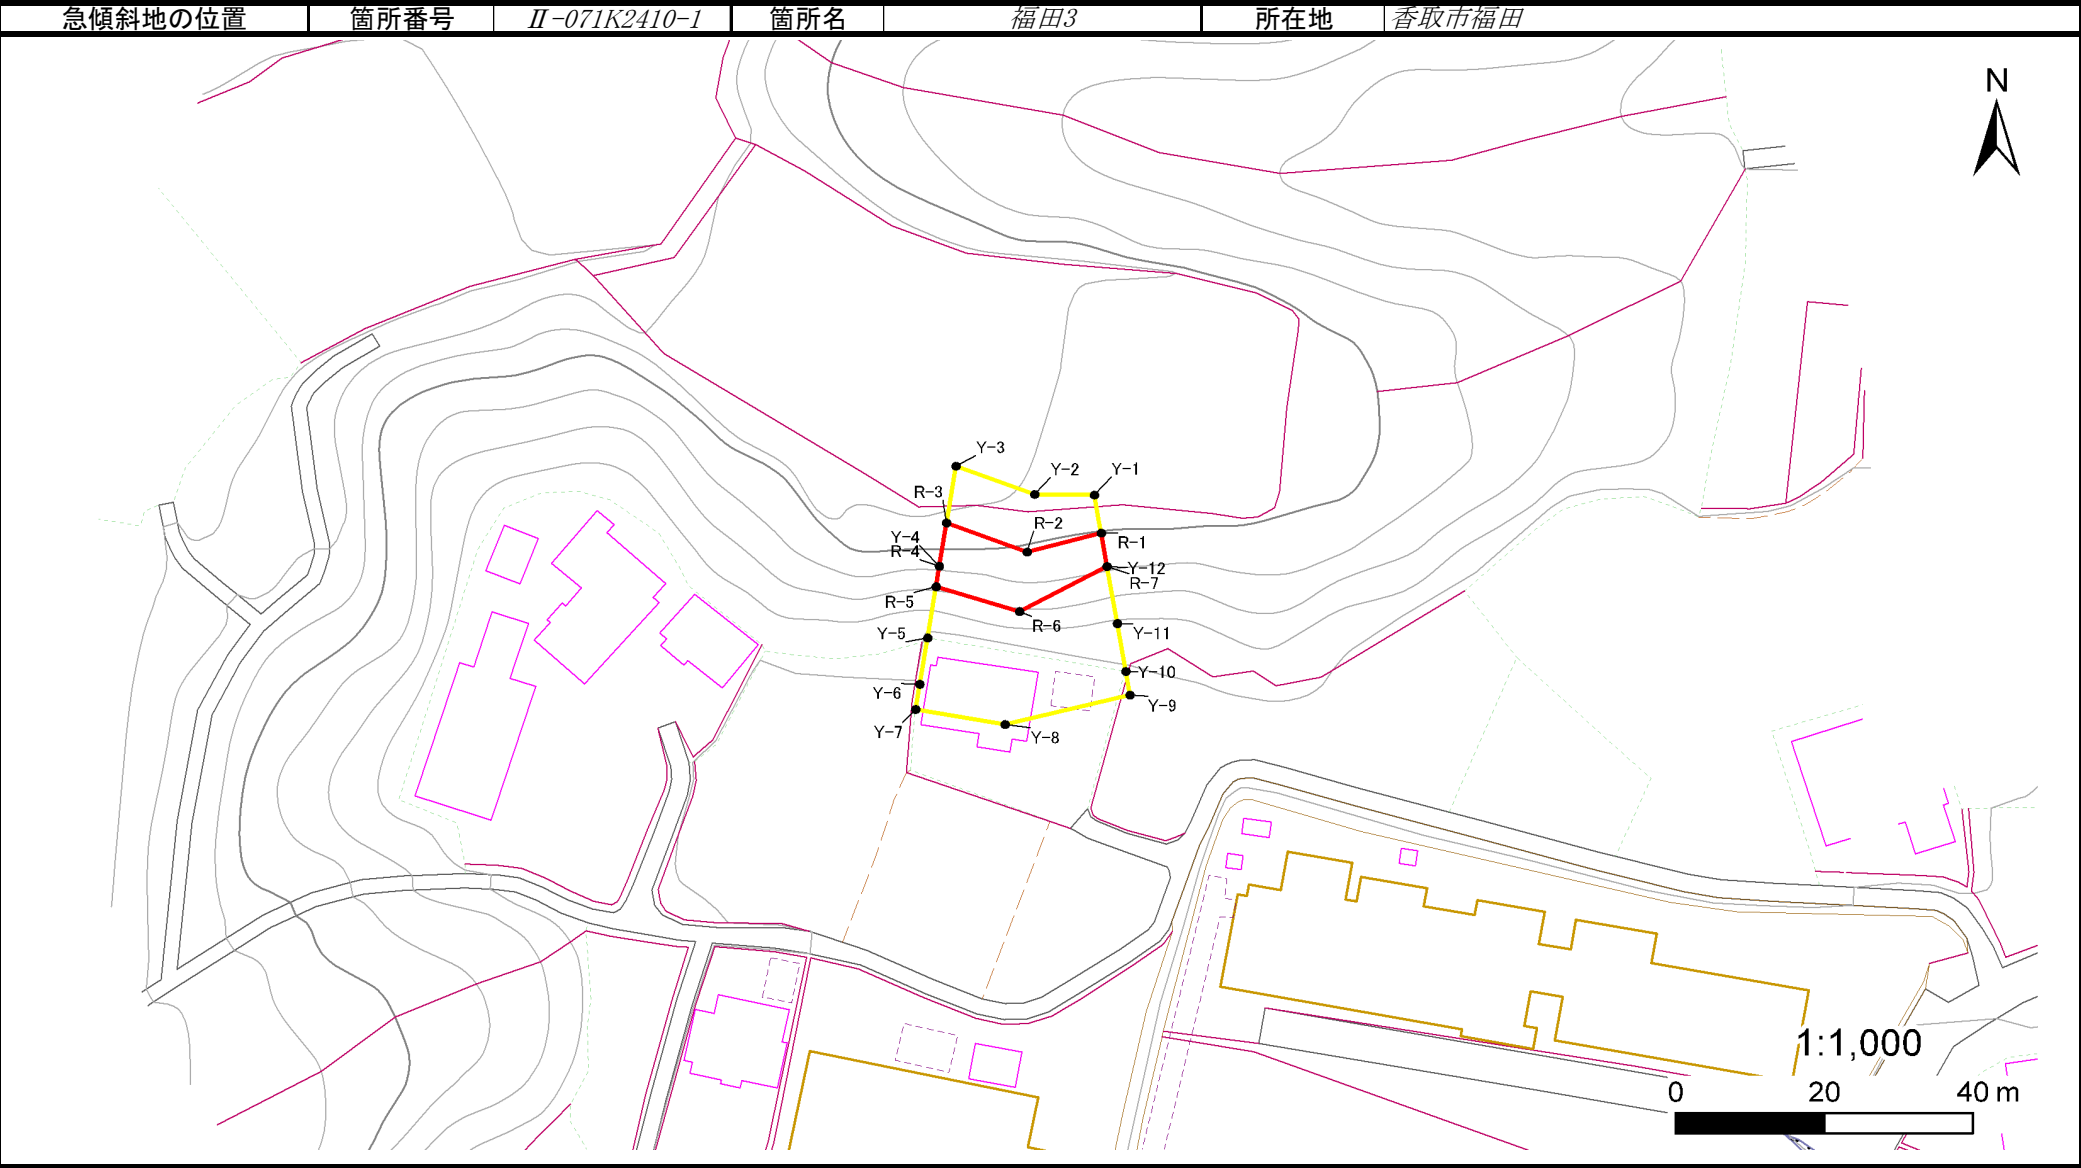 急傾斜地の位置 箇所番号 Ⅱ-071K2410-1 箇所名 福田3 所在地 香取市福田
N
Y-3
Y-2
Y-1
R-3
R-2
R-1
Y-4
R-4
Y-12
R-7
R-5
R-6
Y-5
Y-11
Y-10
Y-6
Y-9
Y-7
Y-8
1:1,000
0 20 40 m